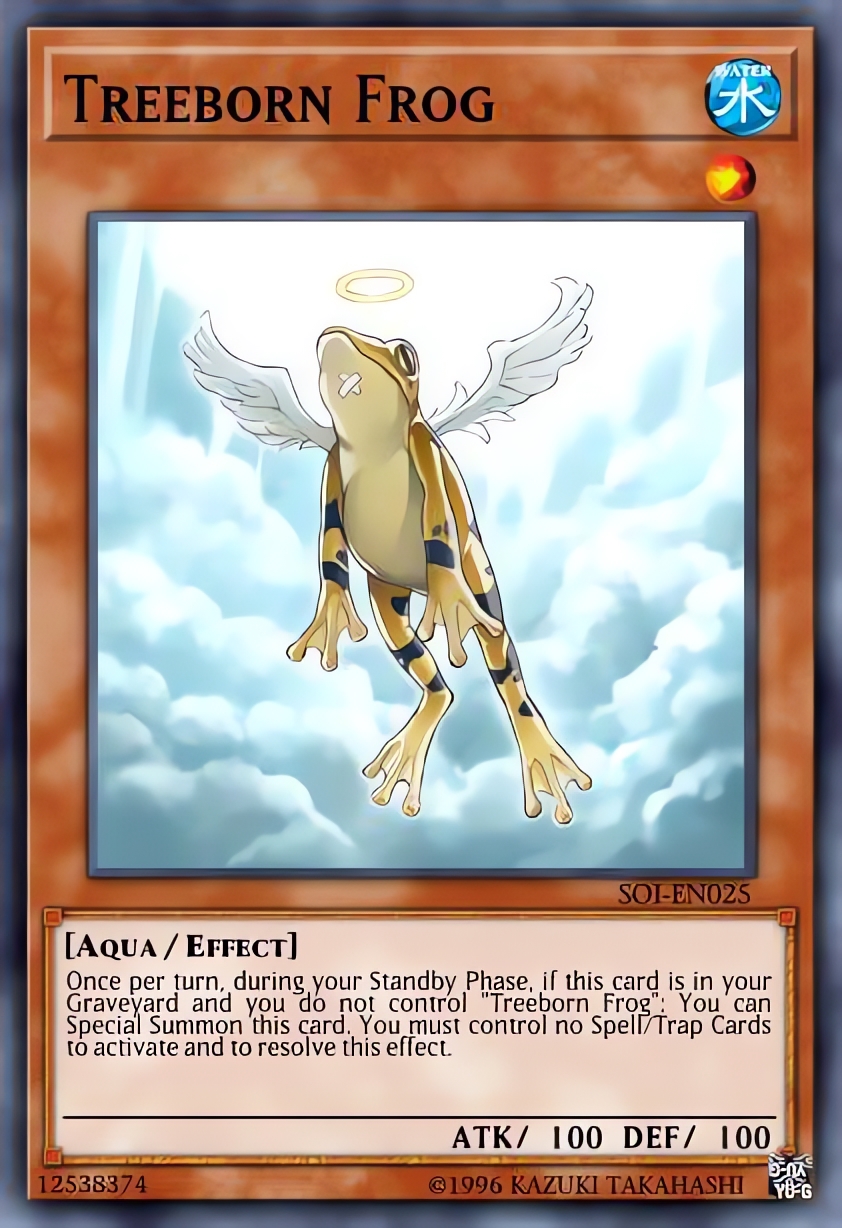 Treeborn Frog
WATER
水
SOI-EN025
[Aqua / Effect]
Once per turn, during your Standby Phase, if this card is in your
Graveyard and you do not control "Treeborn Frog": You can
Special Summon this card. You must control no Spell/Trap Cards
to activate and to resolve this effect.
ATK/ 100 DEF/ 100
12538374
©1996 KAZUKI TAKAHASHI